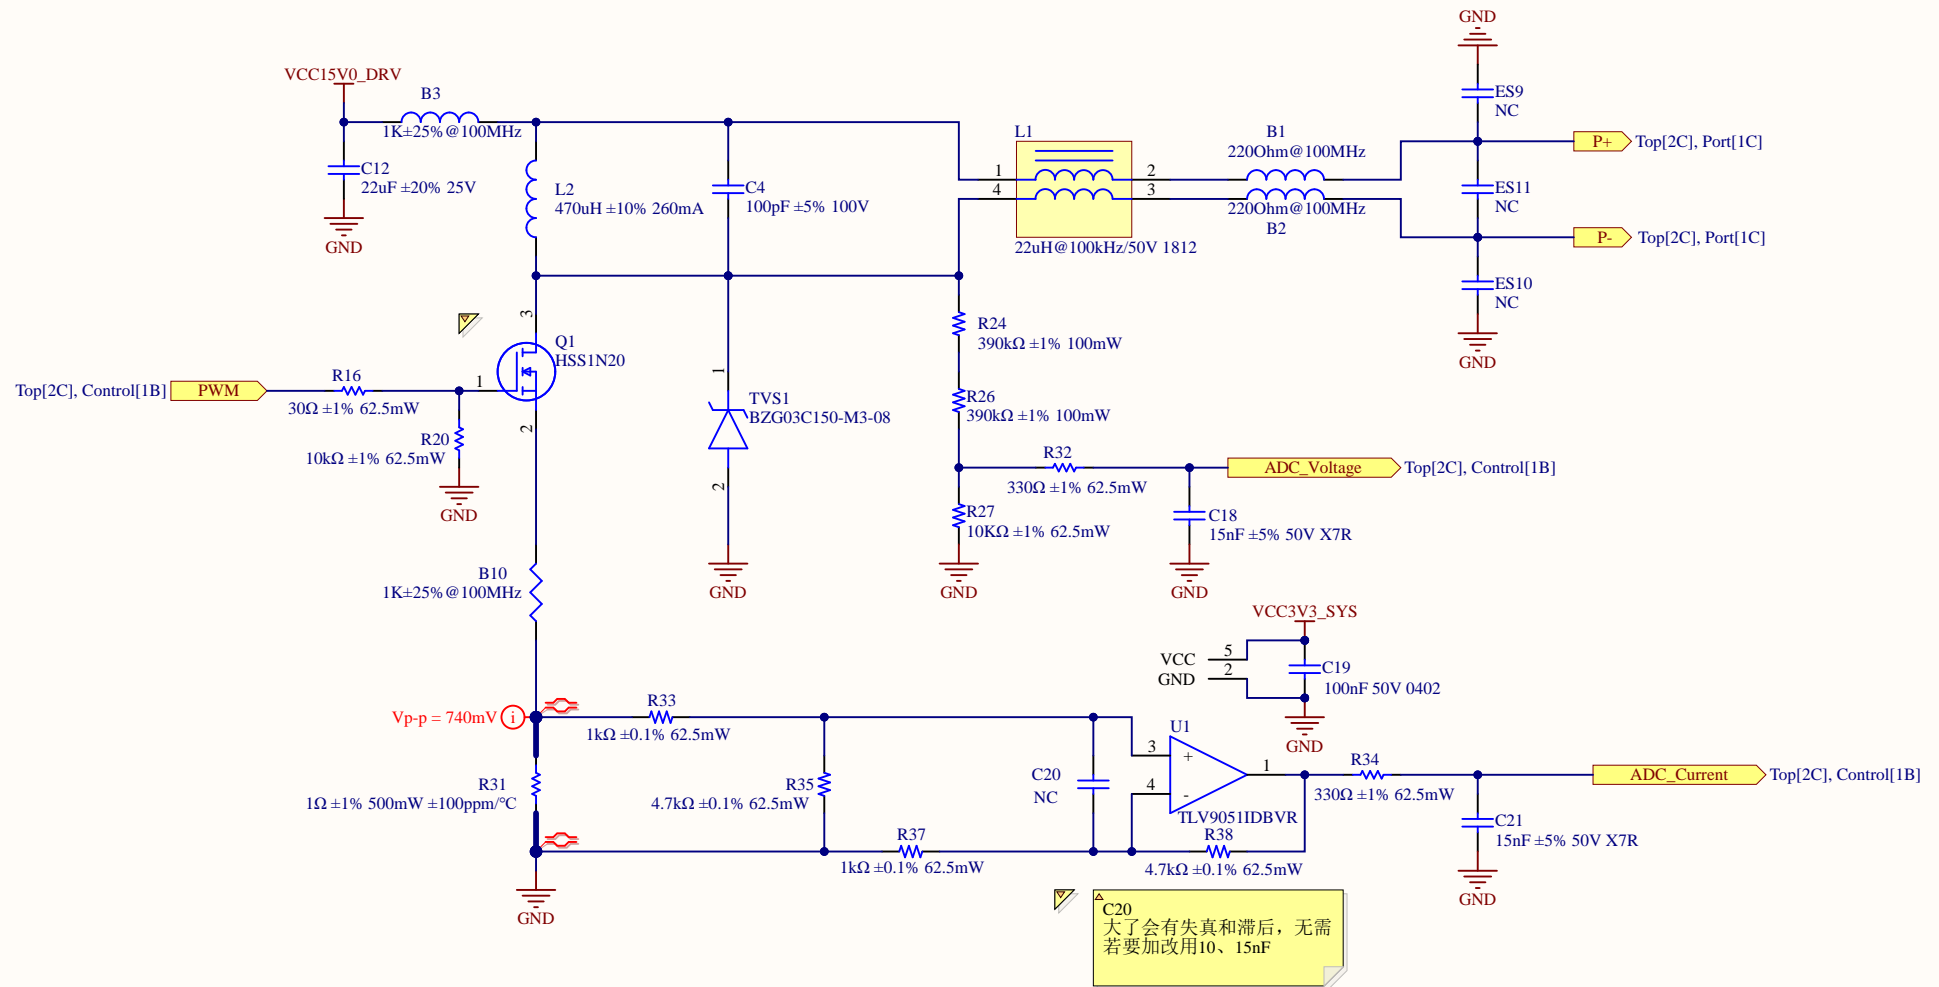 GND
VCC15V0_DRV
B3
1K±25%@100MHz
C12
22uF ±20% 25V
GND
L2
470uH ±10% 260mA
C4
100pF ±5% 100V
L1
1
4
2
3
22uH@100kHz/50V 1812
B1
220Ohm@100MHz
220Ohm@100MHz
B2
ES9
NC
P+
Top[2C], Port[1C]
ES11
NC
P-
Top[2C], Port[1C]
ES10
NC
GND
3
Q1
HSS1N20
Top[2C], Control[1B]
PWM
R16
30Ω ±1% 62.5mW
1
2
R20
10kΩ ±1% 62.5mW
GND
1
TVS1
BZG03C150-M3-08
2
GND
R24
390kΩ ±1% 100mW
R26
390kΩ ±1% 100mW
R32
330Ω ±1% 62.5mW
ADC_Voltage
Top[2C], Control[1B]
R27
10KΩ ±1% 62.5mW
GND
C18
15nF ±5% 50V X7R
GND
B10
1K±25%@100MHz
VCC3V3_SYS
VCC
5
GND
2
C19
100nF 50V 0402
GND
Vp-p = 740mV
i
R33
1kΩ ±0.1% 62.5mW
R31
1Ω ±1% 500mW ±100ppm/℃
R35
4.7kΩ ±0.1% 62.5mW
C20
NC
U1
3
+
4
-
1
TLV9051IDBVR
R37
1kΩ ±0.1% 62.5mW
R38
4.7kΩ ±0.1% 62.5mW
R34
330Ω ±1% 62.5mW
ADC_Current
Top[2C], Control[1B]
C21
15nF ±5% 50V X7R
GND
GND
C20
大了会有失真和滞后，无需
若要加改用10、15nF